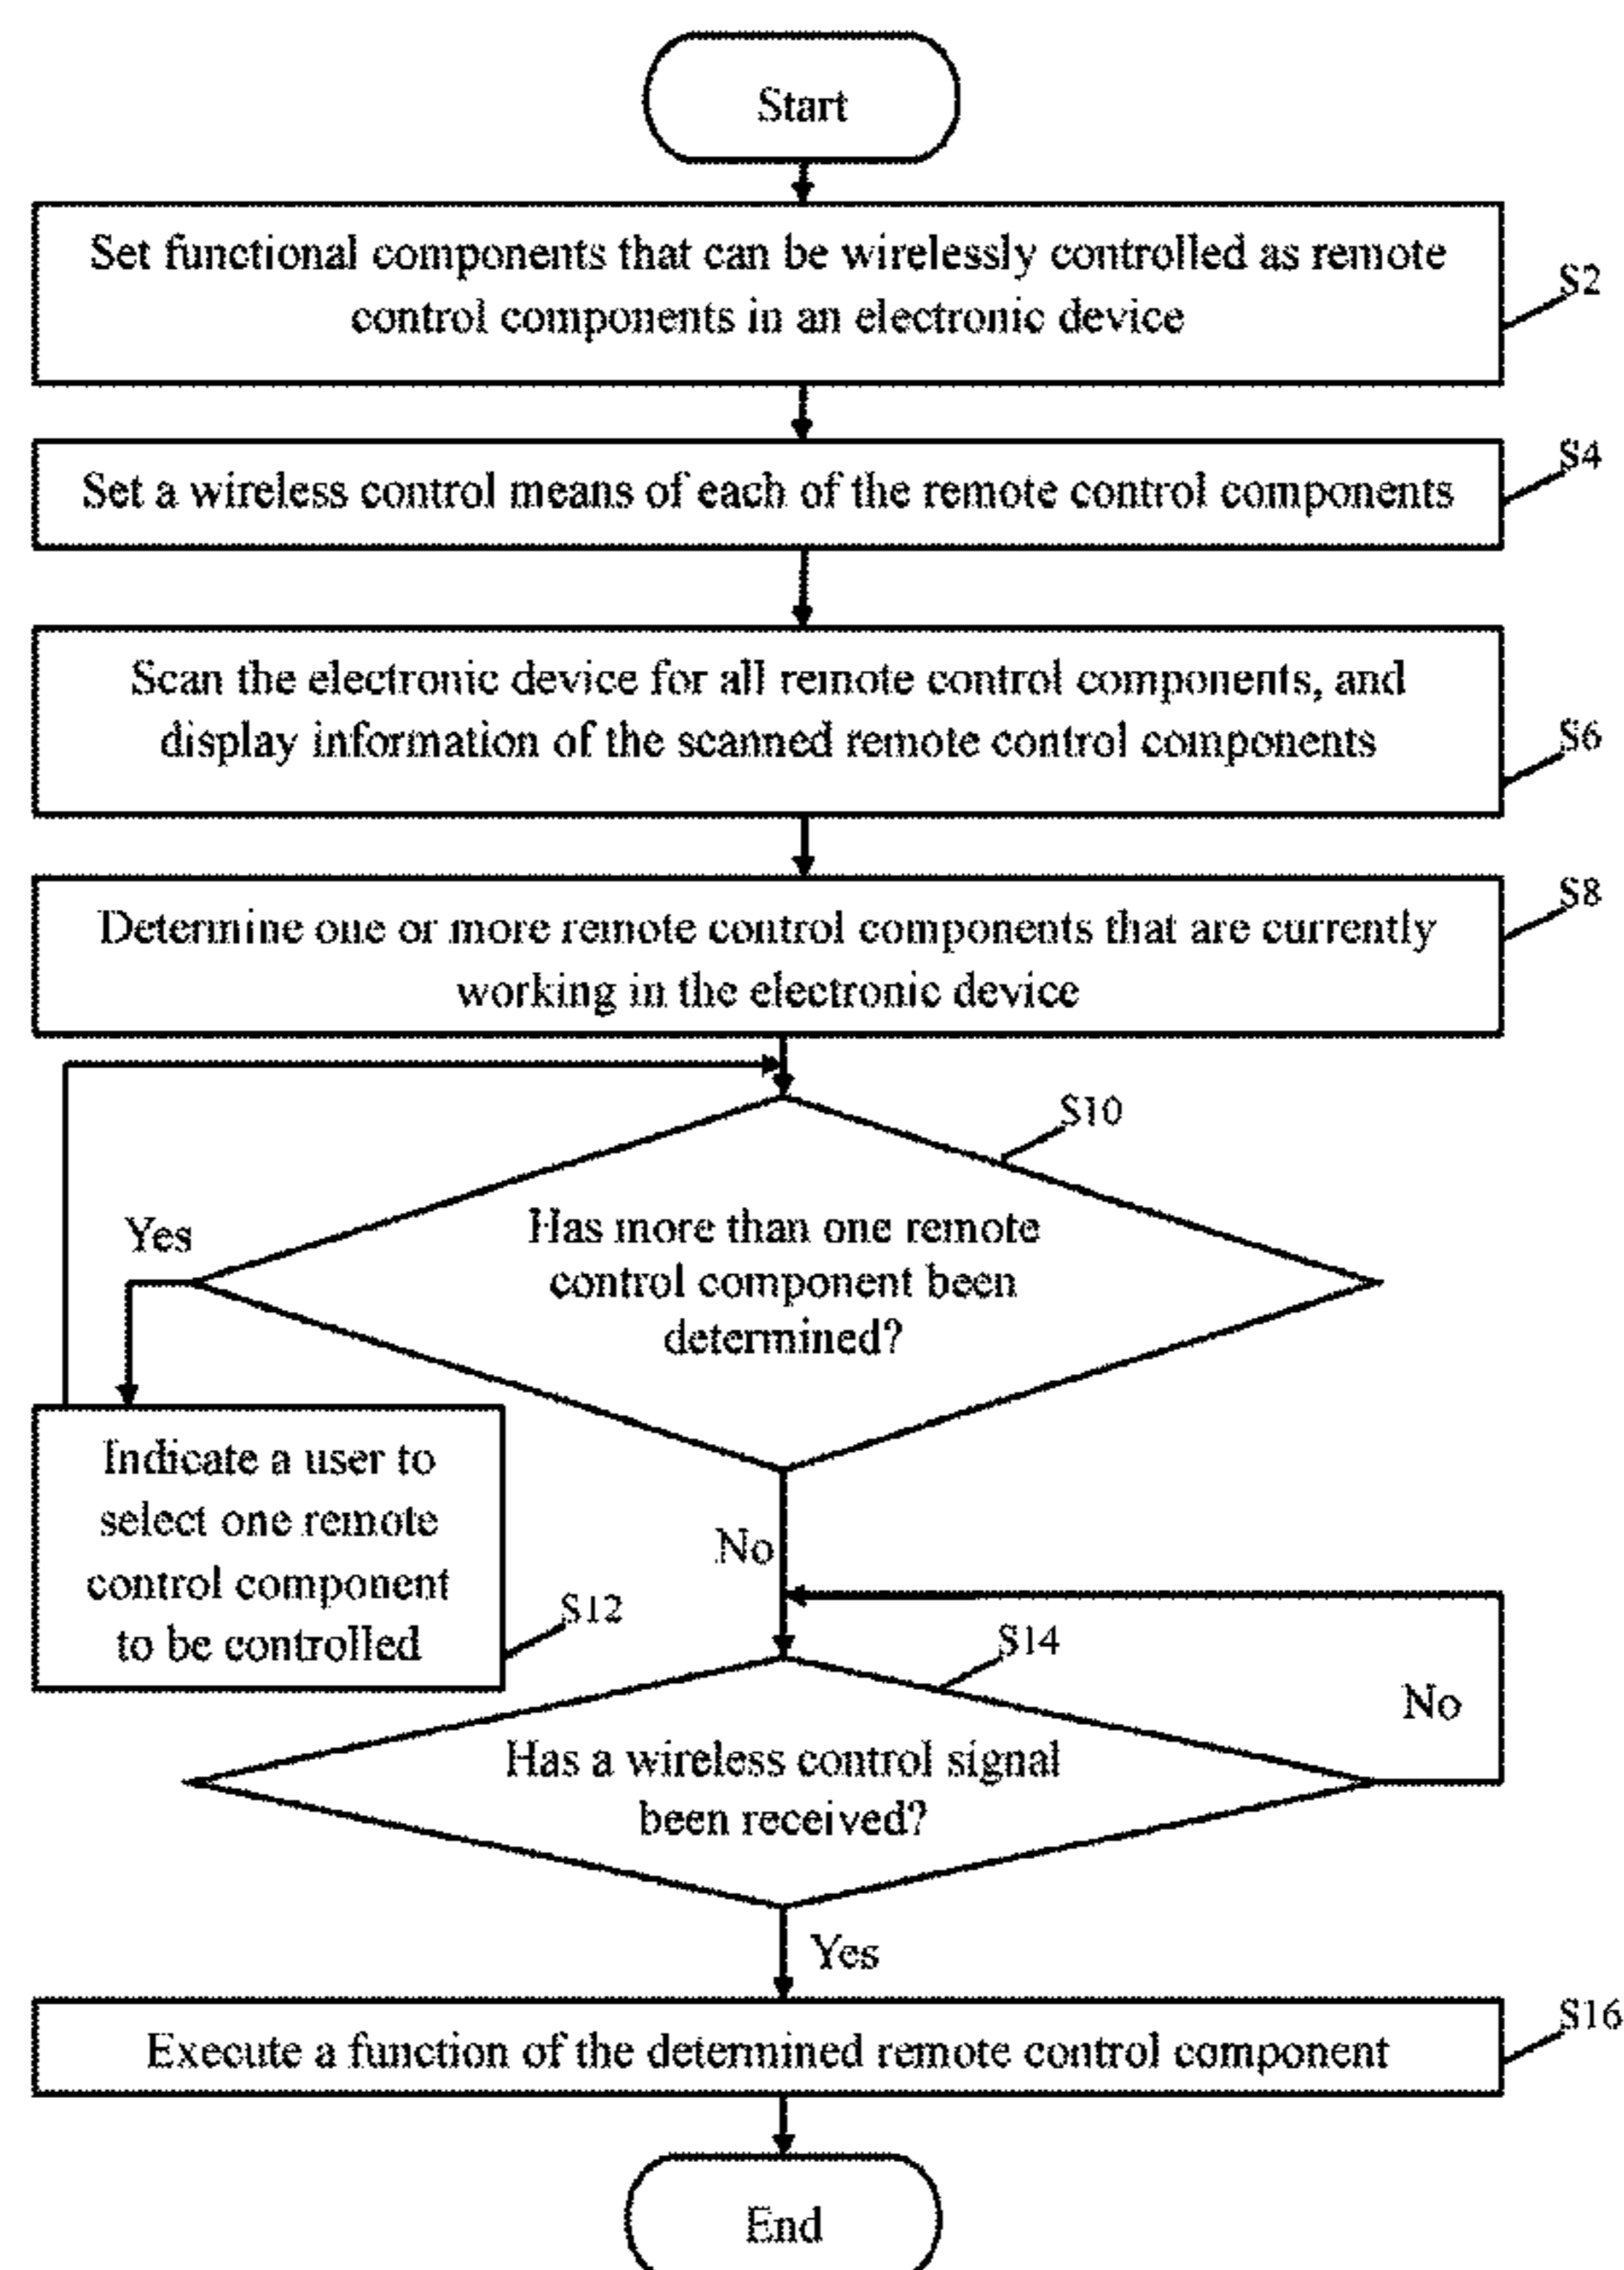 Start
Set functional components that can be wirelessly controlled as remote
control components in an electronic device
S2
Set a wireless control means of each of the remote control components
S4
Scan the electronic device for all remote control components, and
display information of the scanned remote control components
S6
Determine one or more remote control components that are currently
working in the electronic device
S8
S10
Has more than one remote
control component been
determined?
Yes
Indicate a user to
select one remote
control component
to be controlled
S12
No
S14
Has a wireless control signal
been received?
No
Yes
Execute a function of the determined remote control component
S16
End